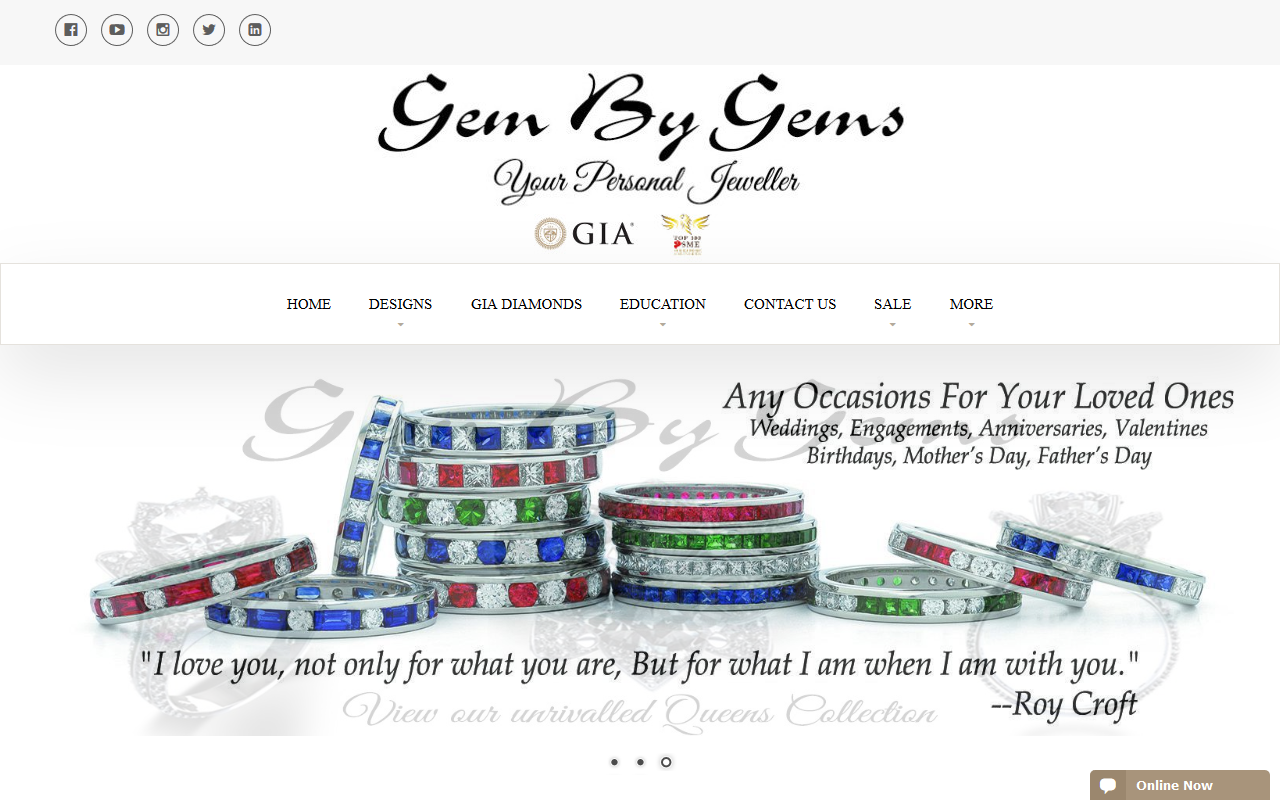 Gem By Gems
Your Personal Jeweller
GIA
TOP 100
SME
HOME DESIGNS GIA DIAMONDS EDUCATION CONTACT US SALE MORE
Gem By Gems
Any Occasions For Your Loved Ones
Weddings, Engagements, Anniversaries, Valentines
Birthdays, Mother's Day, Father's Day
"I love you, not only for what you are, But for what I am when I am with you."
--Roy Croft
View our unrivalled Queens Collection
Online Now